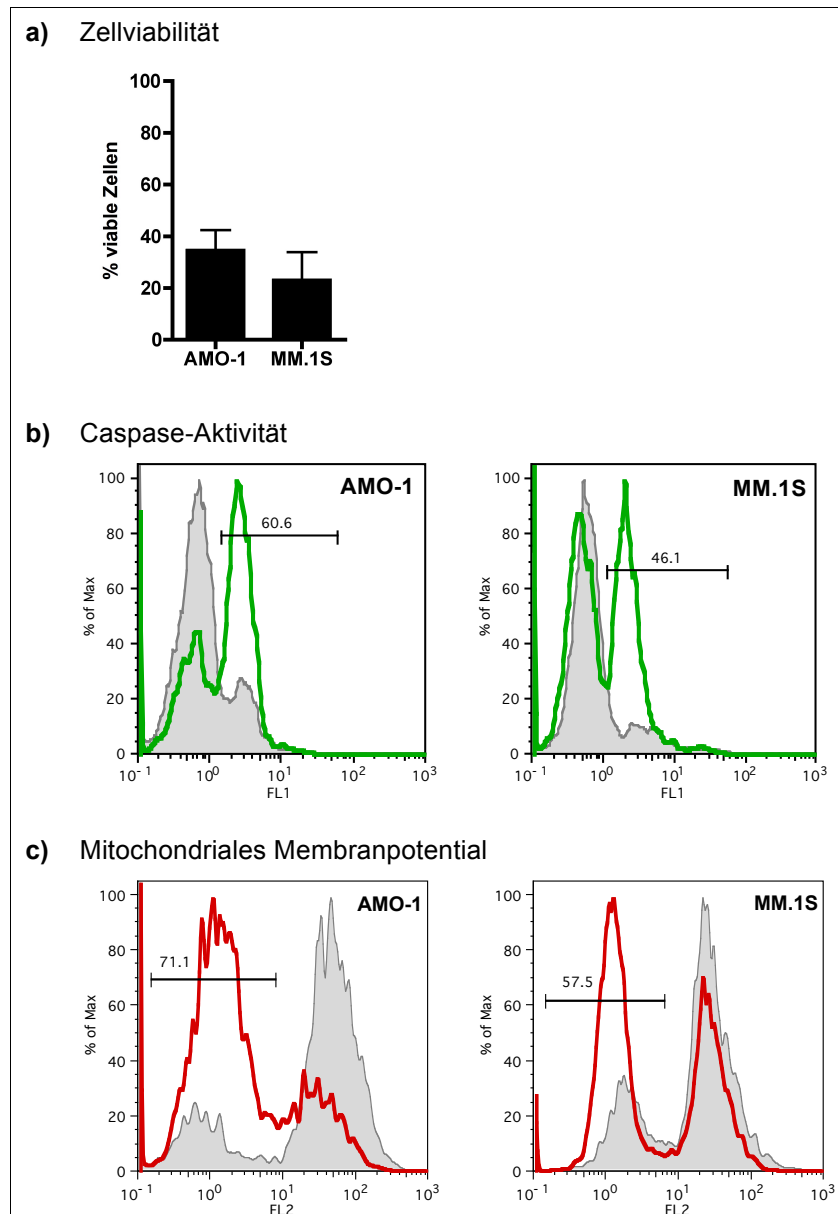 a) Zellviabilität
100
80
60
40
20
0
% viable Zellen
AMO-1 MM.1S
b) Caspase-Aktivität
AMO-1
100
80
60
40
20
0
% of Max
60.6
10-1 100 101 102 103
FL1
MM.1S
100
80
60
40
20
0
% of Max
46.1
10-1 100 101 102 103
FL1
c) Mitochondriales Membranpotential
AMO-1
100
80
60
40
20
0
% of Max
71.1
10-1 100 101 102 103
FL2
MM.1S
100
80
60
40
20
0
% of Max
57.5
10-1 100 101 102 103
FL2